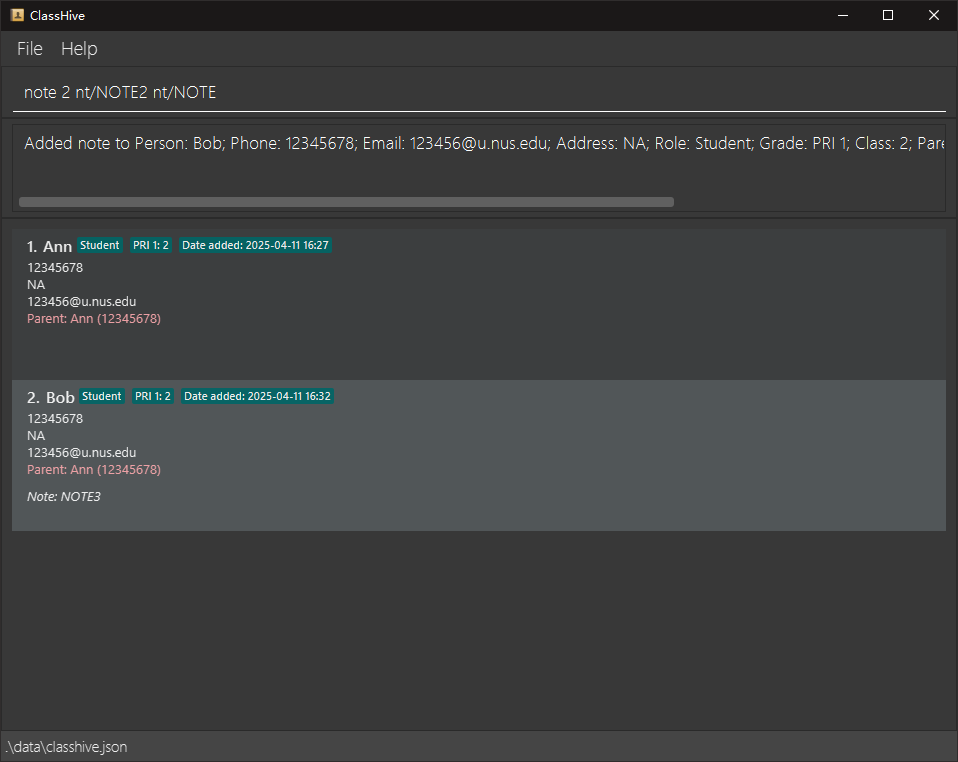 ClassHive
File Help
note 2 nt/NOTE2 nt/NOTE
Added note to Person: Bob; Phone: 12345678; Email: 123456@u.nus.edu; Address: NA; Role: Student; Grade: PRI 1; Class: 2; Pare
1. Ann Student PRI 1: 2 Date added: 2025-04-11 16:27
12345678
NA
123456@u.nus.edu
Parent: Ann (12345678)
2. Bob Student PRI 1: 2 Date added: 2025-04-11 16:32
12345678
NA
123456@u.nus.edu
Parent: Ann (12345678)
Note: NOTE3
.\data\classhive.json